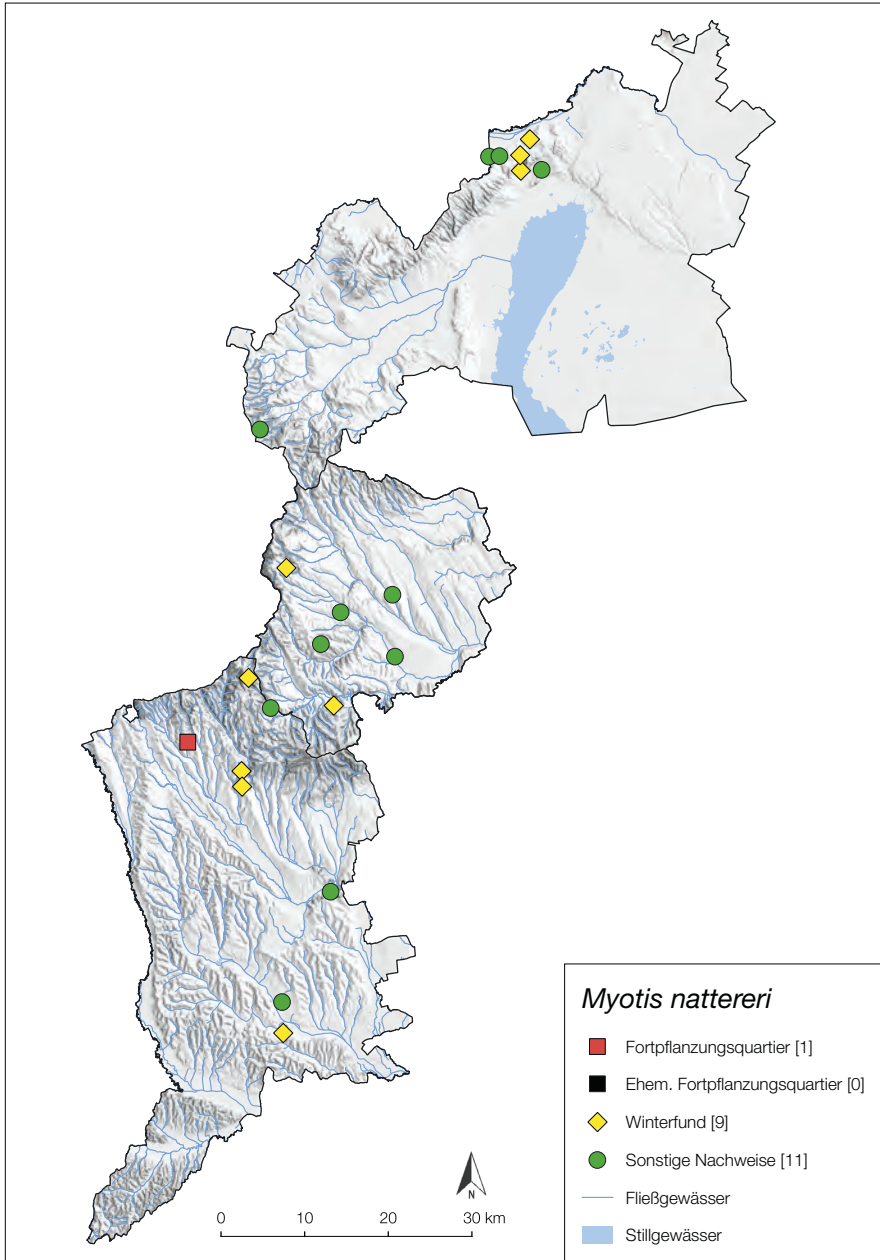 Myotis nattereri
Fortpflanzungsquartier [1]
Ehem. Fortpflanzungsquartier [0]
Winterfund [9]
Sonstige Nachweise [11]
Fließgewässer
Stillgewässer
N
0 10 20 30 km